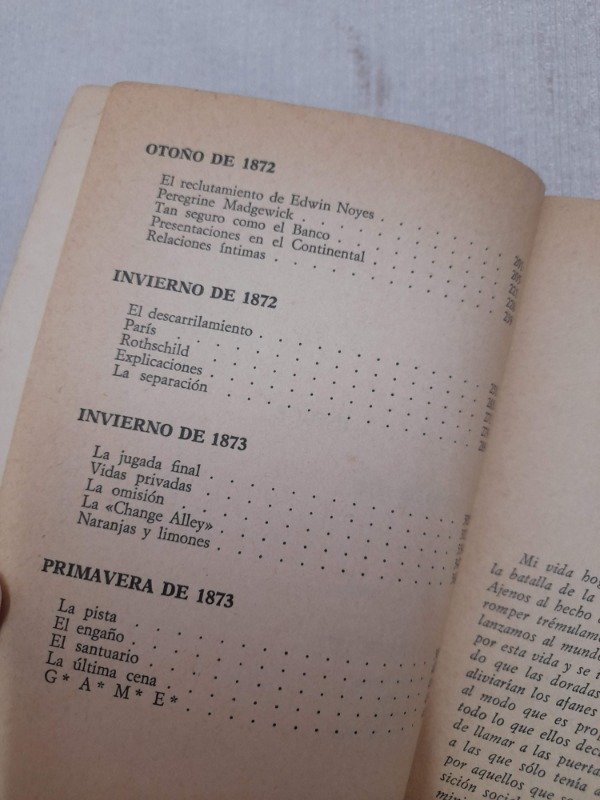 OTOÑO DE 1872
El reclutamiento de Edwin Noyes . . . . . . .
Peregrine Madgewick . . . . . . . . . .
Tan seguro como el Banco . . . . . . . .
Presentaciones en el Continental . . . . . . .
Relaciones íntimas . . . . . . . . . .
INVIERNO DE 1872
El descarrilamiento . . . . . . . . . .
París . . . . . . . . . . . . .
Rothschild . . . . . . . . . . . .
Explicaciones . . . . . . . . . . .
La separación . . . . . . . . . . .
INVIERNO DE 1873
La jugada final . . . . . . . . . . .
Vidas privadas . . . . . . . . . . .
La omisión . . . . . . . . . . . .
La «Change Alley» . . . . . . . . . .
Naranjas y limones . . . . . . . . . .
PRIMAVERA DE 1873
La pista . . . . . . . . . . . .
El engaño . . . . . . . . . . . .
El santuario . . . . . . . . . . .
La última cena . . . . . . . . . . .
G * A * M * E * . . . . . . . . . .
Mi vida
la batalla de la
Ajenos al hecho
romper
lanzamos al
por esta vida y se
do que las doradas
aliviarían los afanes
al modo que es
todo lo que ellos
de llamar a las
a las que sólo tenía
por aquellos que
sición